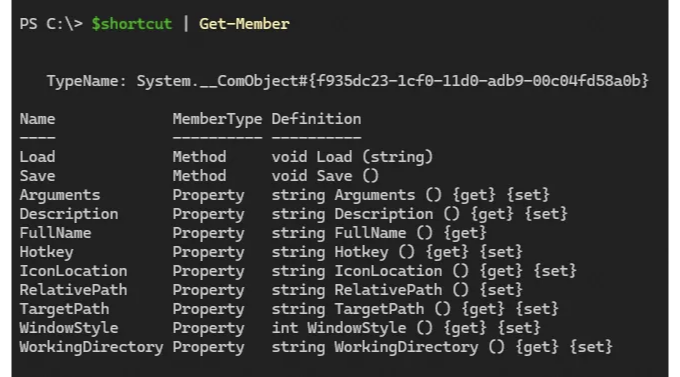 PS C:\> $shortcut | Get-Member
TypeName: System.__ComObject#{f935dc23-1cf0-11d0-adb9-00c04fd58a0b}
Name MemberType Definition
---- ---------- ----------
Load Method void Load (string)
Save Method void Save ()
Arguments Property string Arguments () {get} {set}
Description Property string Description () {get} {set}
FullName Property string FullName () {get}
Hotkey Property string Hotkey () {get} {set}
IconLocation Property string IconLocation () {get} {set}
RelativePath Property string RelativePath () {set}
TargetPath Property string TargetPath () {get} {set}
WindowStyle Property int WindowStyle () {get} {set}
WorkingDirectory Property string WorkingDirectory () {get} {set}